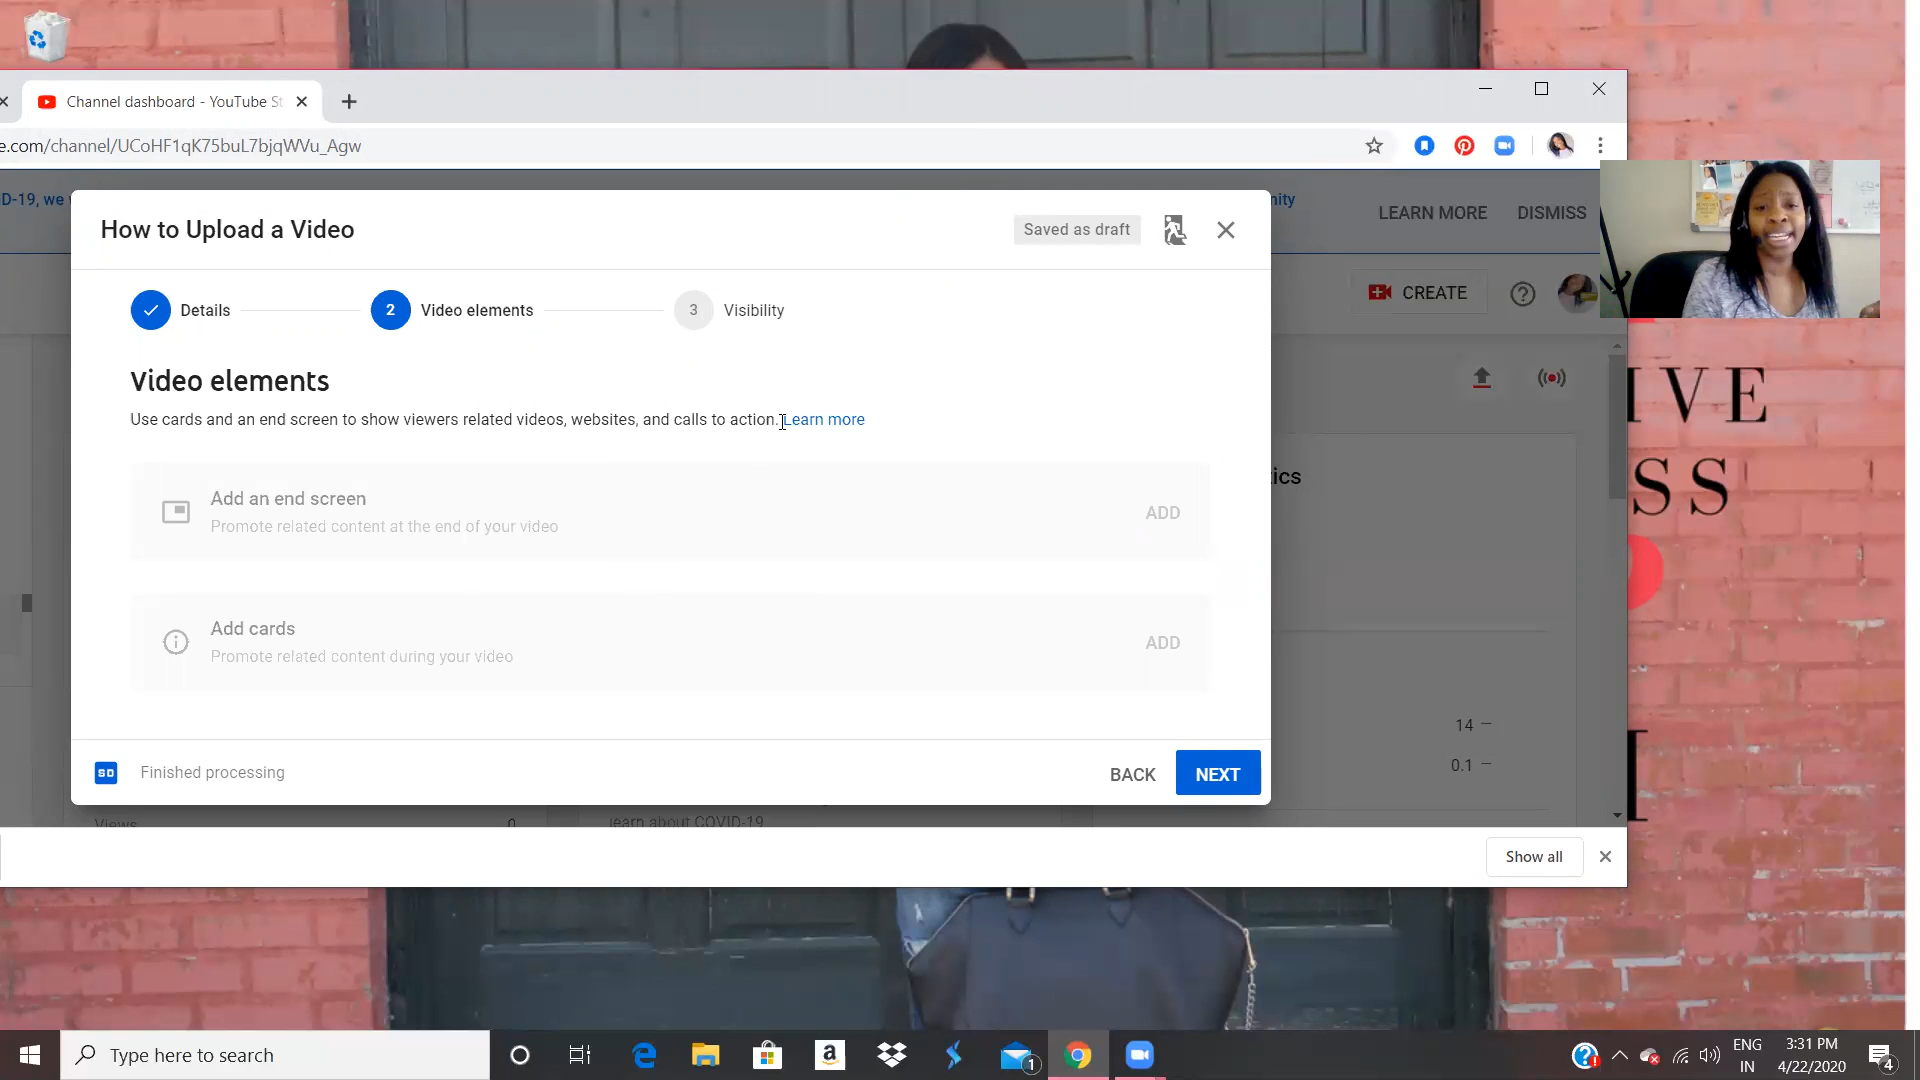 Channel dashboard - YouTube St
e.com/channel/UCoHF1qK75buL7bjqWVu_Agw
D-19, we
nity
LEARN MORE
DISMISS
How to Upload a Video
Saved as draft
CREATE
Details
2
Video elements
3
Visibility
Video elements
Use cards and an end screen to show viewers related videos, websites, and calls to action. Learn more
IVE
tics
SS
Add an end screen
Promote related content at the end of your video
ADD
Add cards
Promote related content during your video
ADD
14
0.1
SD
Finished processing
BACK
NEXT
Views
0
learn about COVID-19
Show all
Type here to search
1
ENG
IN
3:31 PM
4/22/2020
4